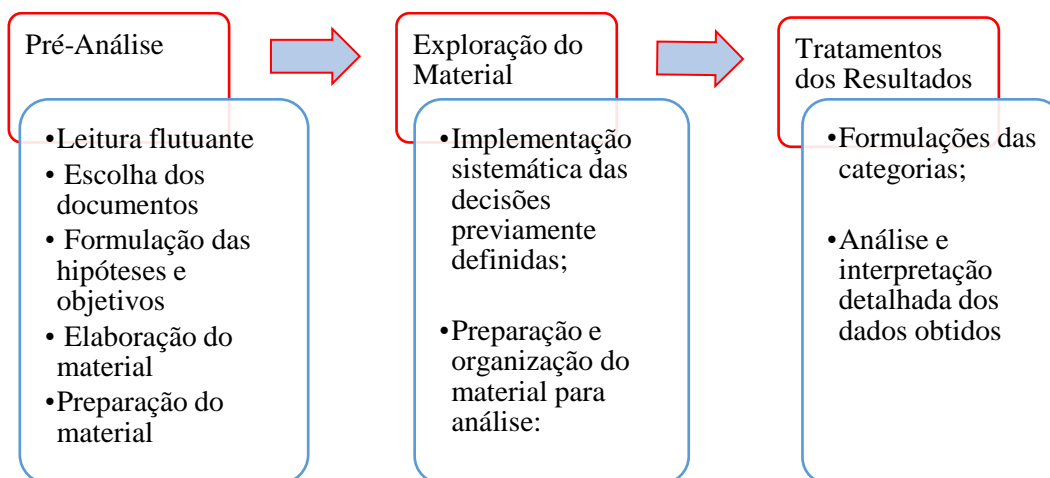 Pré-Análise
•Leitura flutuante
• Escolha dos
documentos
• Formulação das
hipóteses e
objetivos
• Elaboração do
material
•Preparação do
material
Exploração do
Material
•Implementação
sistemática das
decisões
previamente
definidas;
•Preparação e
organização do
material para
análise:
Tratamentos
dos Resultados
•Formulações das
categorias;
•Análise e
interpretação
detalhada dos
dados obtidos